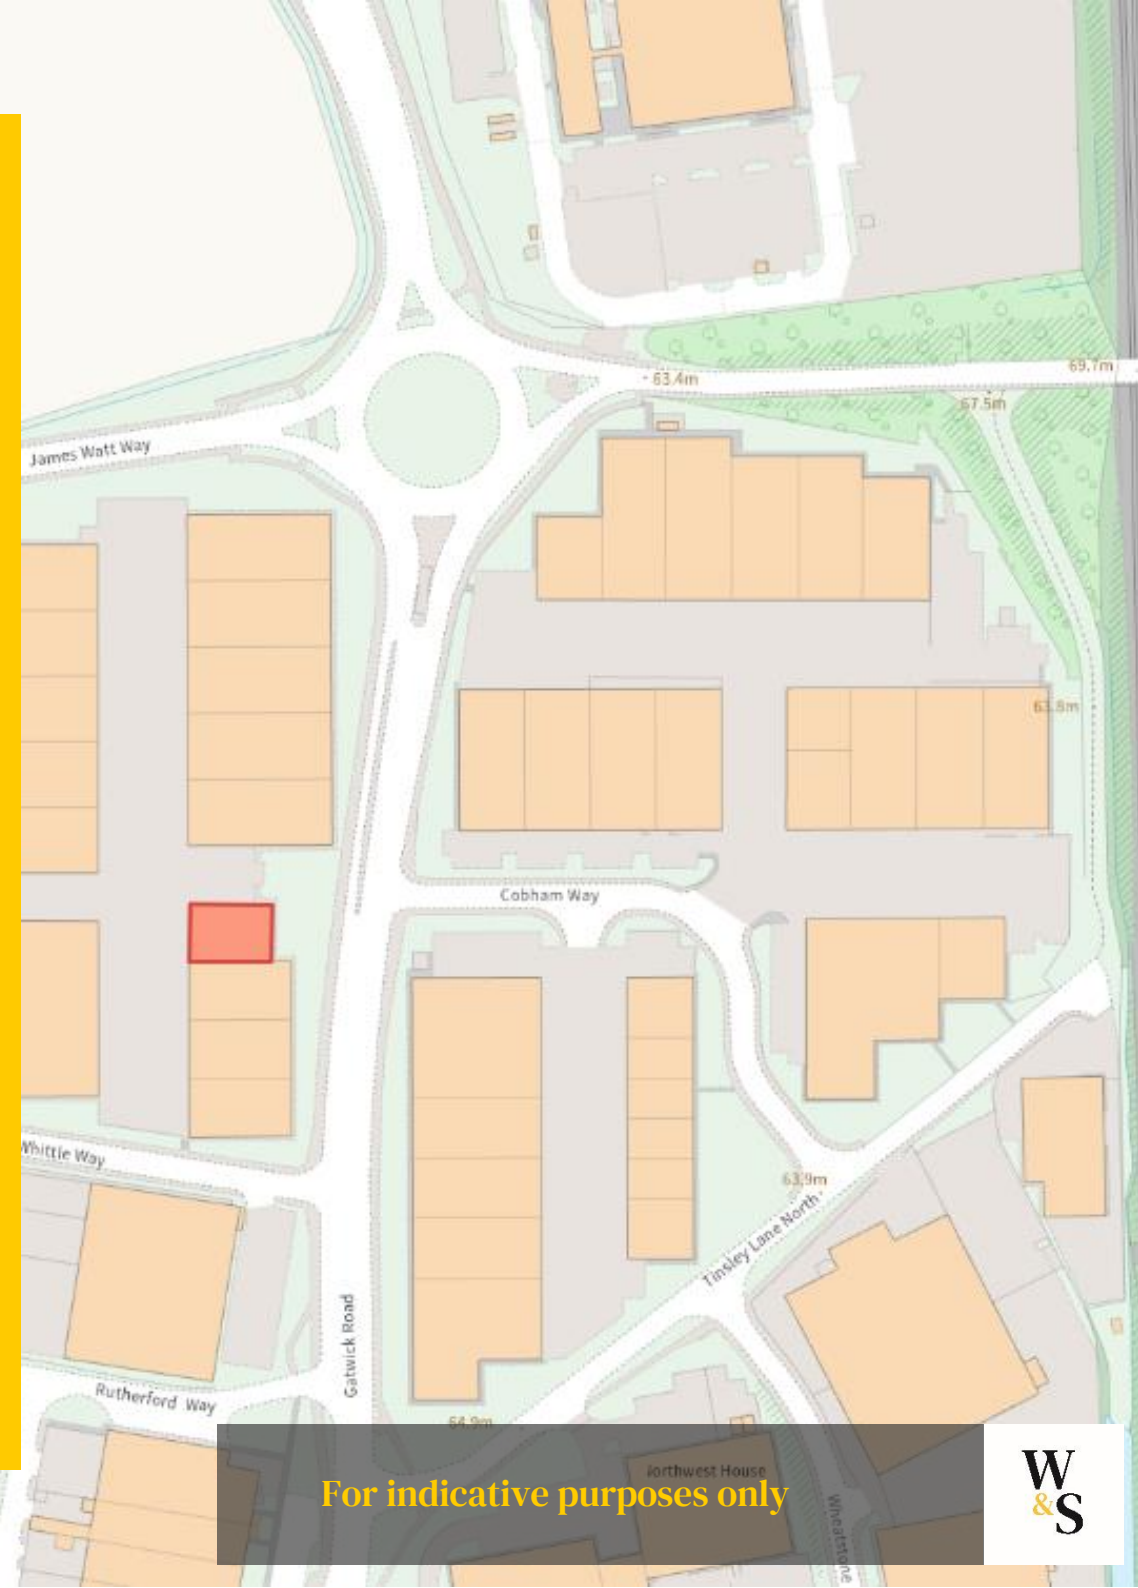 63.4m
69.7m
67.5m
James Watt Way
63.8m
Cobham Way
Whittle Way
63.9m
Tinsley Lane North
Gatwick Road
Rutherford Way
64.9m
House
For indicative purposes only
Wheatstone
W
&
S